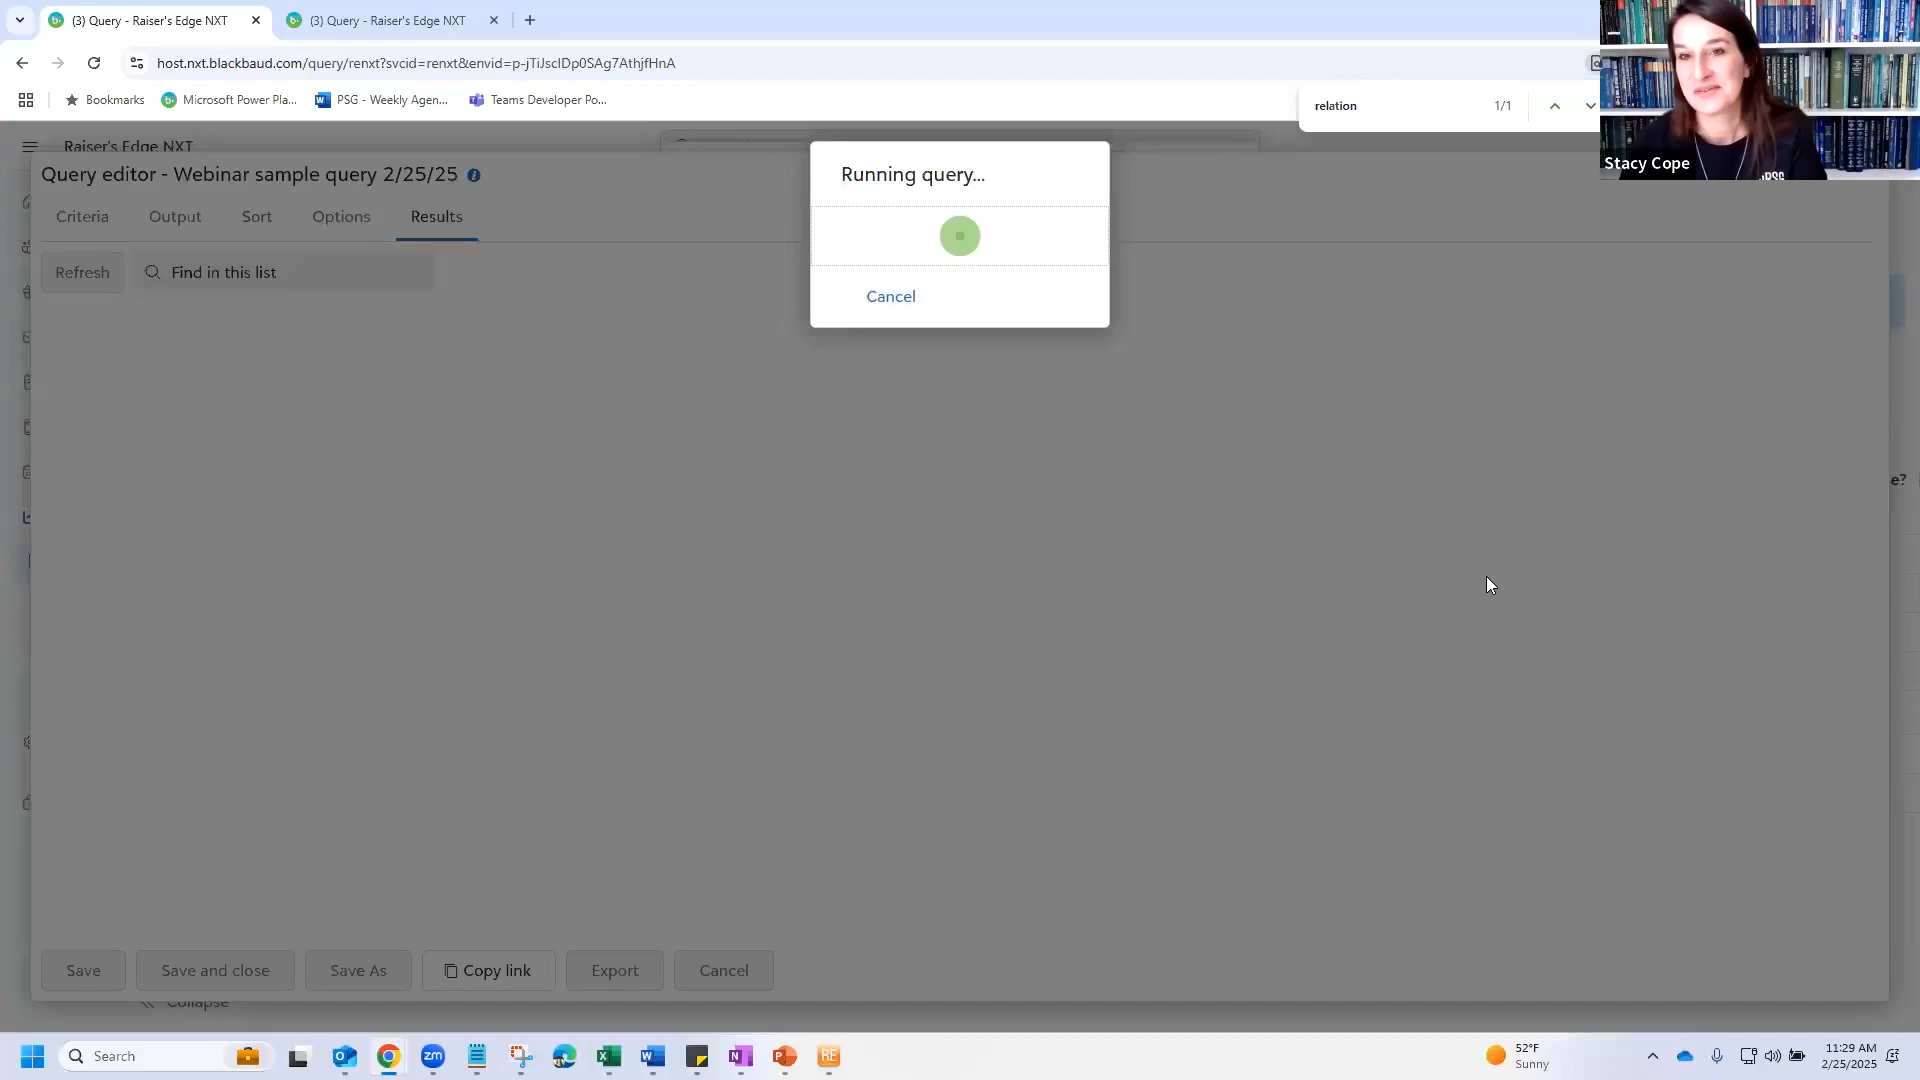 (3) Query - Raiser's Edge NXT
(3) Query - Raiser's Edge NXT
host.nxt.blackbaud.com/query/renxt?svcid=renxt&envid=p-jTiJsclDp0SAg7AthjfHnA
Bookmarks
Microsoft Power Pla...
PSG - Weekly Agen...
Teams Developer Po...
relation
1/1
Stacy Cope
Raiser's Edge NXT
Query editor - Webinar sample query 2/25/25
Criteria
Output
Sort
Options
Results
Refresh
Find in this list
Running query...
Cancel
e?
Save
Save and close
Save As
Copy link
Export
Cancel
Collapse
Search
zm
RE
52°F
Sunny
11:29 AM
2/25/2025